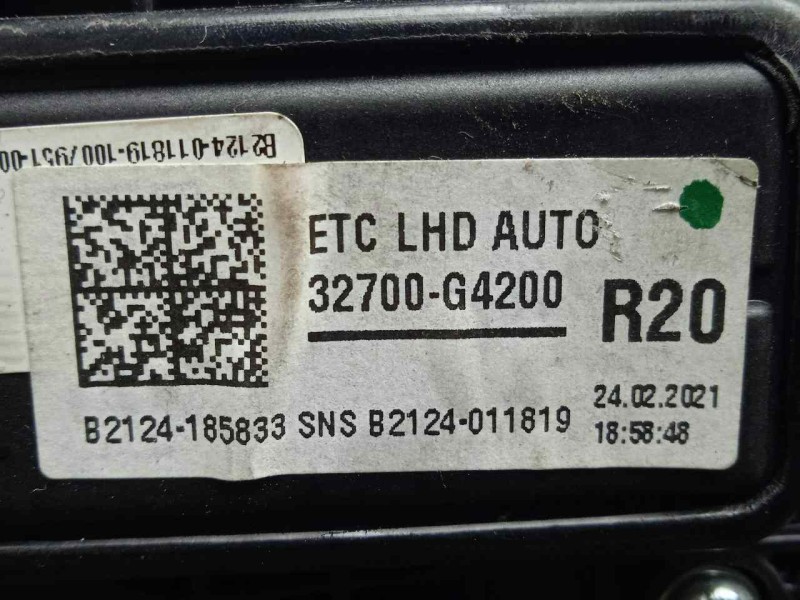 B2124-011819-100/951-00
ETC LHD AUTO
32700-G4200
R20
B2124-185833 SNS B2124-011819
24.02.2021
18:58:48